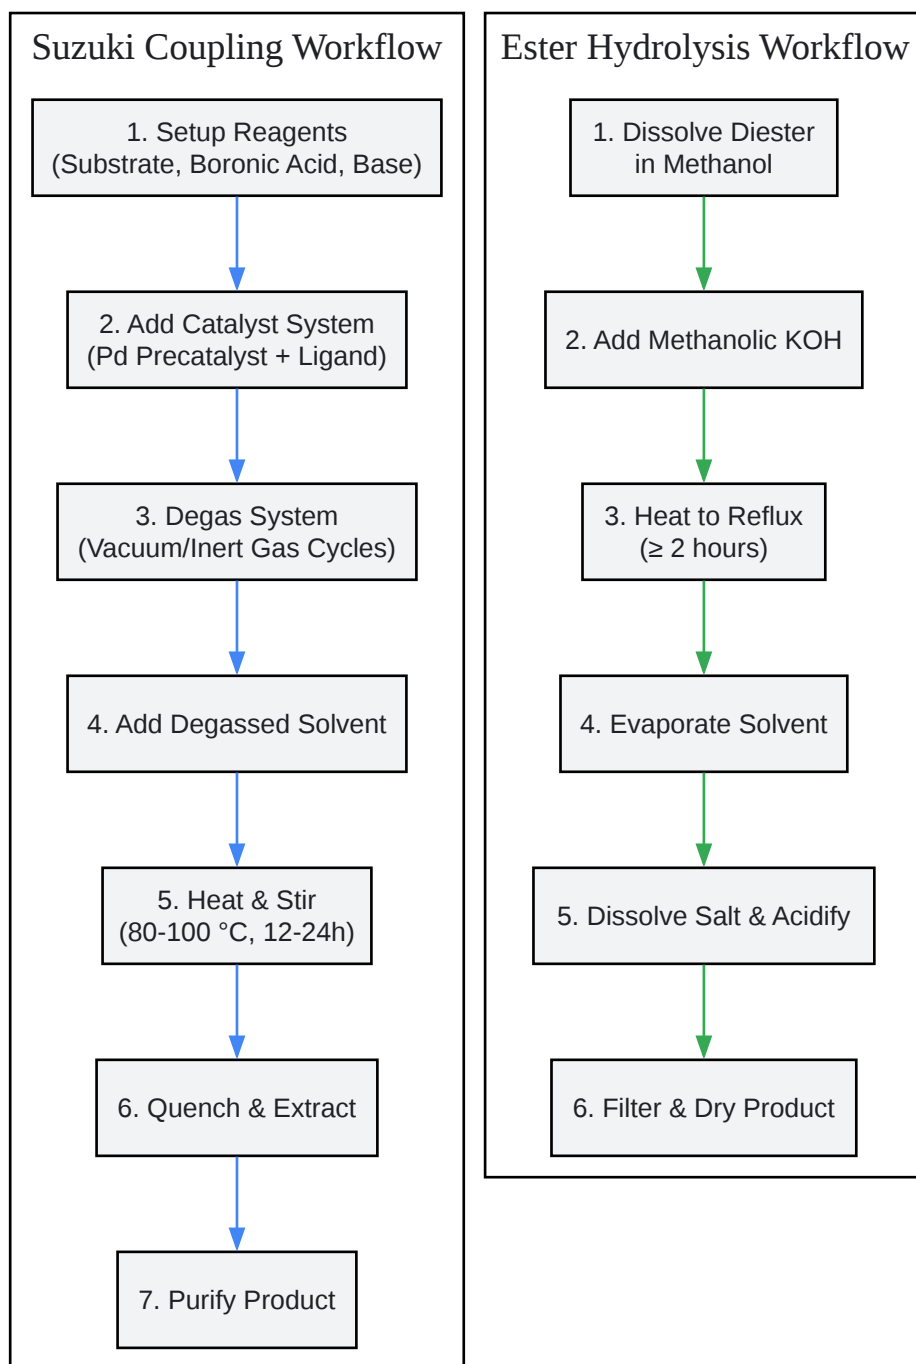 Suzuki Coupling Workflow
1. Setup Reagents
(Substrate, Boronic Acid, Base)
2. Add Catalyst System
(Pd Precatalyst + Ligand)
3. Degas System
(Vacuum/Inert Gas Cycles)
4. Add Degassed Solvent
5. Heat & Stir
(80-100 °C, 12-24h)
6. Quench & Extract
7. Purify Product
Ester Hydrolysis Workflow
1. Dissolve Diester
in Methanol
2. Add Methanolic KOH
3. Heat to Reflux
(≥ 2 hours)
4. Evaporate Solvent
5. Dissolve Salt & Acidify
6. Filter & Dry Product